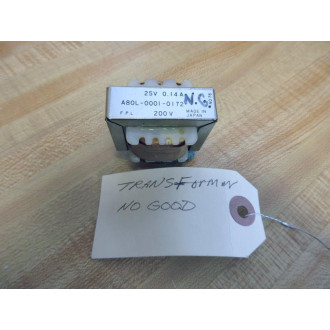 25V 0.14A
A80L-0001-0172
200V
N.G.
MADE IN
JAPAN
TRANSFORMER
NO GOOD